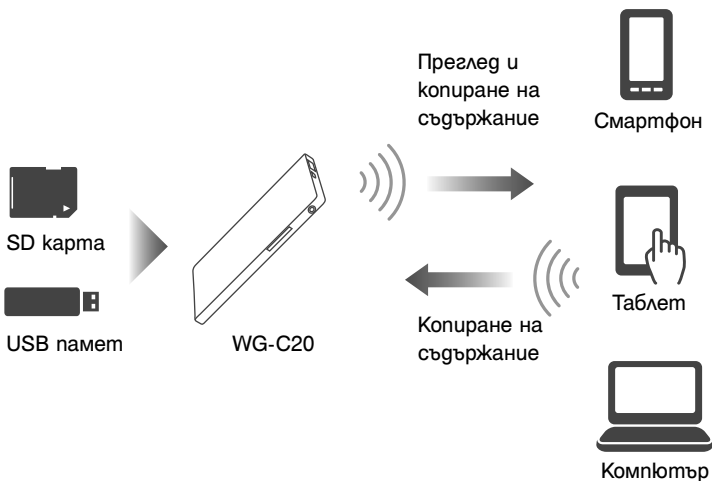 Преглед и
копиране на
съдържание
Смартфон
SD карта
USB памет
WG-C20
Копиране на
съдържание
Таблет
Компютър